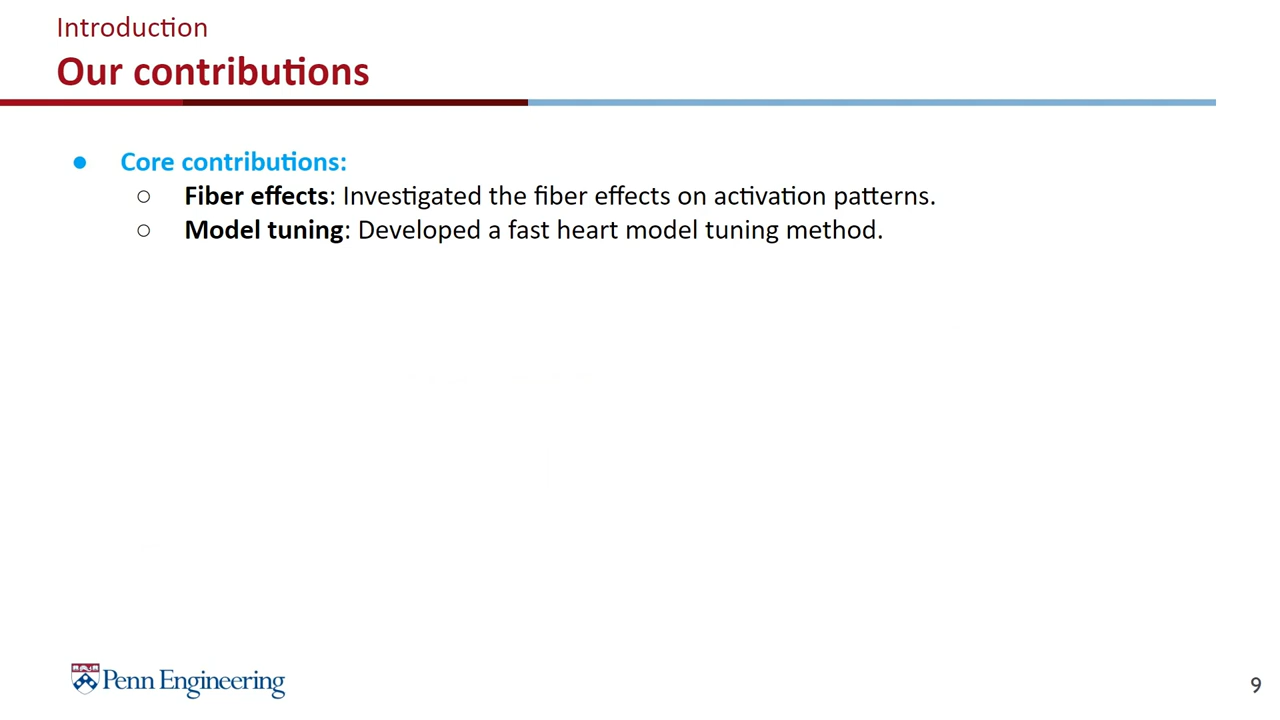 Introduction
Our contributions
● Core contributions:
○ Fiber effects: Investigated the fiber effects on activation patterns.
○ Model tuning: Developed a fast heart model tuning method.
Penn Engineering
9